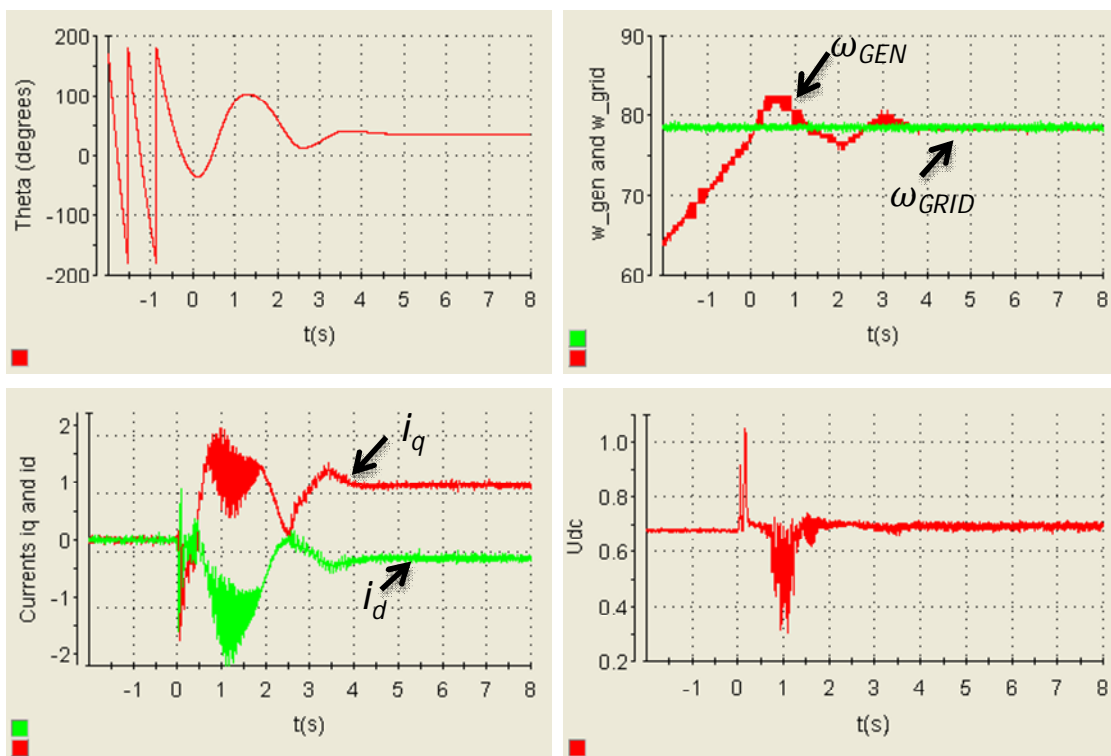 200
100
0
-100
-200
Theta (degrees)
-1 0 1 2 3 4 5 6 7 8
t(s)
90
80
70
60
w_gen and w_grid
ωGEN
ωGRID
-1 0 1 2 3 4 5 6 7 8
t(s)
2
1
0
-1
-2
Currents iq and id
iq
id
-1 0 1 2 3 4 5 6 7 8
t(s)
1.0
0.8
0.6
0.4
0.2
Udc
-1 0 1 2 3 4 5 6 7 8
t(s)